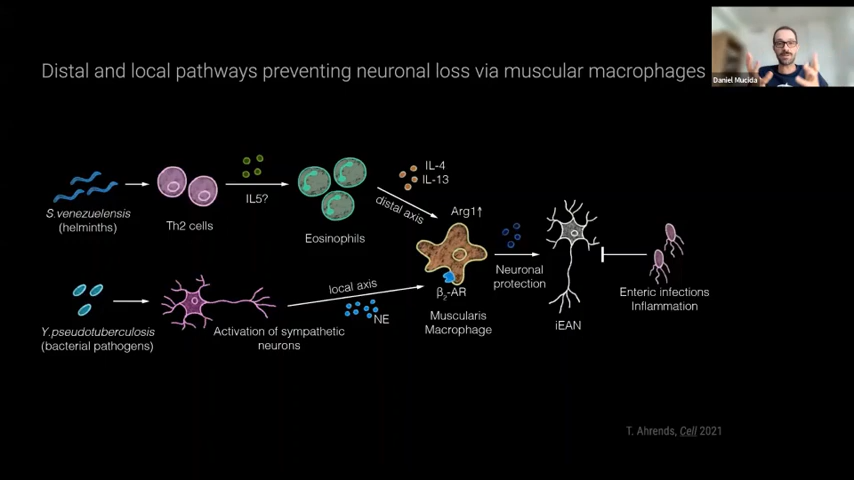 Distal and local pathways preventing neuronal loss via muscular macrophages
Daniel Mucida
S.venezuelensis
(helminths)
Th2 cells
IL5?
Eosinophils
IL-4
IL-13
distal axis
Arg1↑
β2-AR
Muscularis
Macrophage
Neuronal
protection
iEAN
Enteric infections
Inflammation
Y.pseudotuberculosis
(bacterial pathogens)
Activation of sympathetic
neurons
local axis
NE
T. Ahrends, Cell 2021